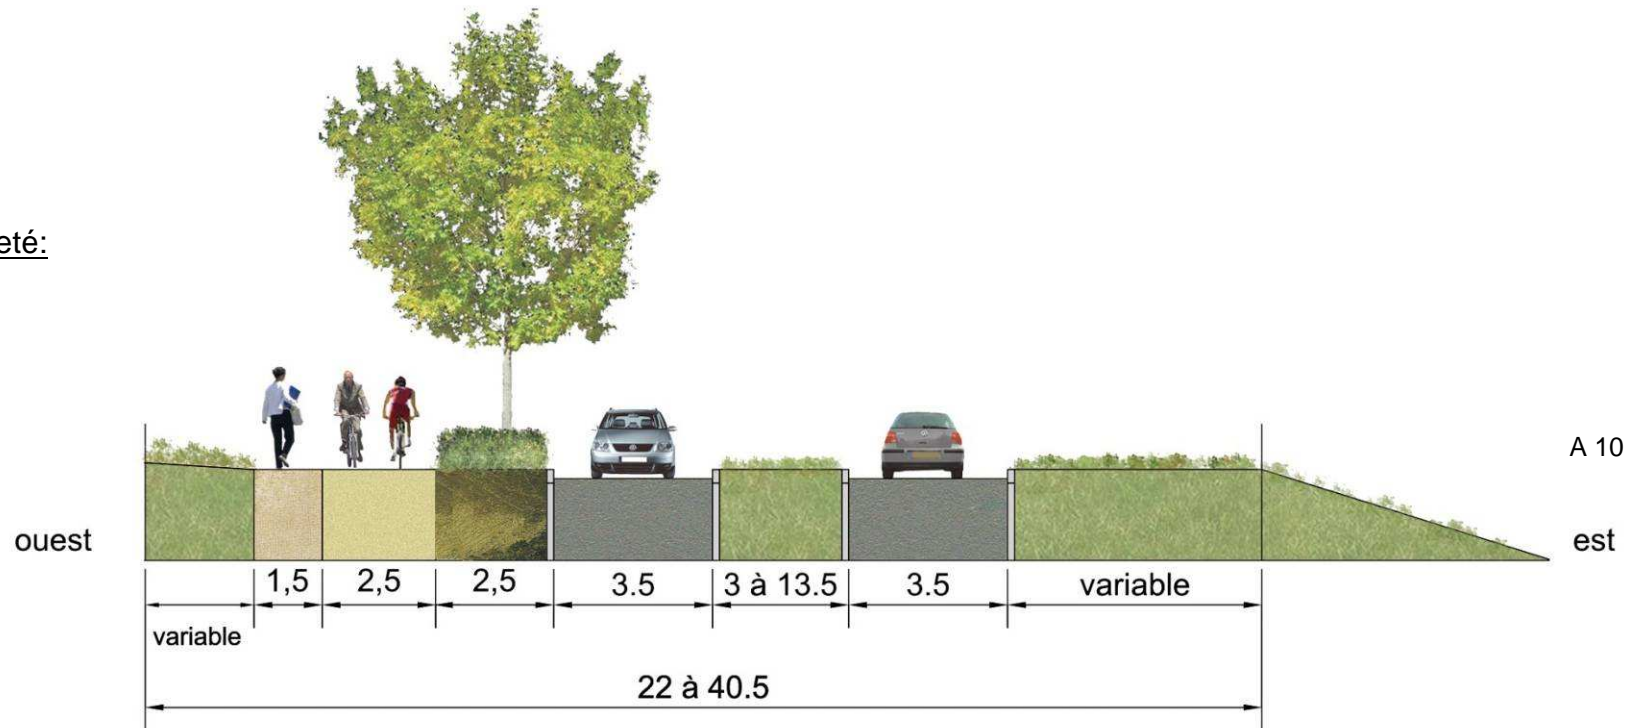 eté:
A 10
ouest
est
1,5
2,5
2,5
3.5
3 à 13.5
3.5
variable
variable
22 à 40.5